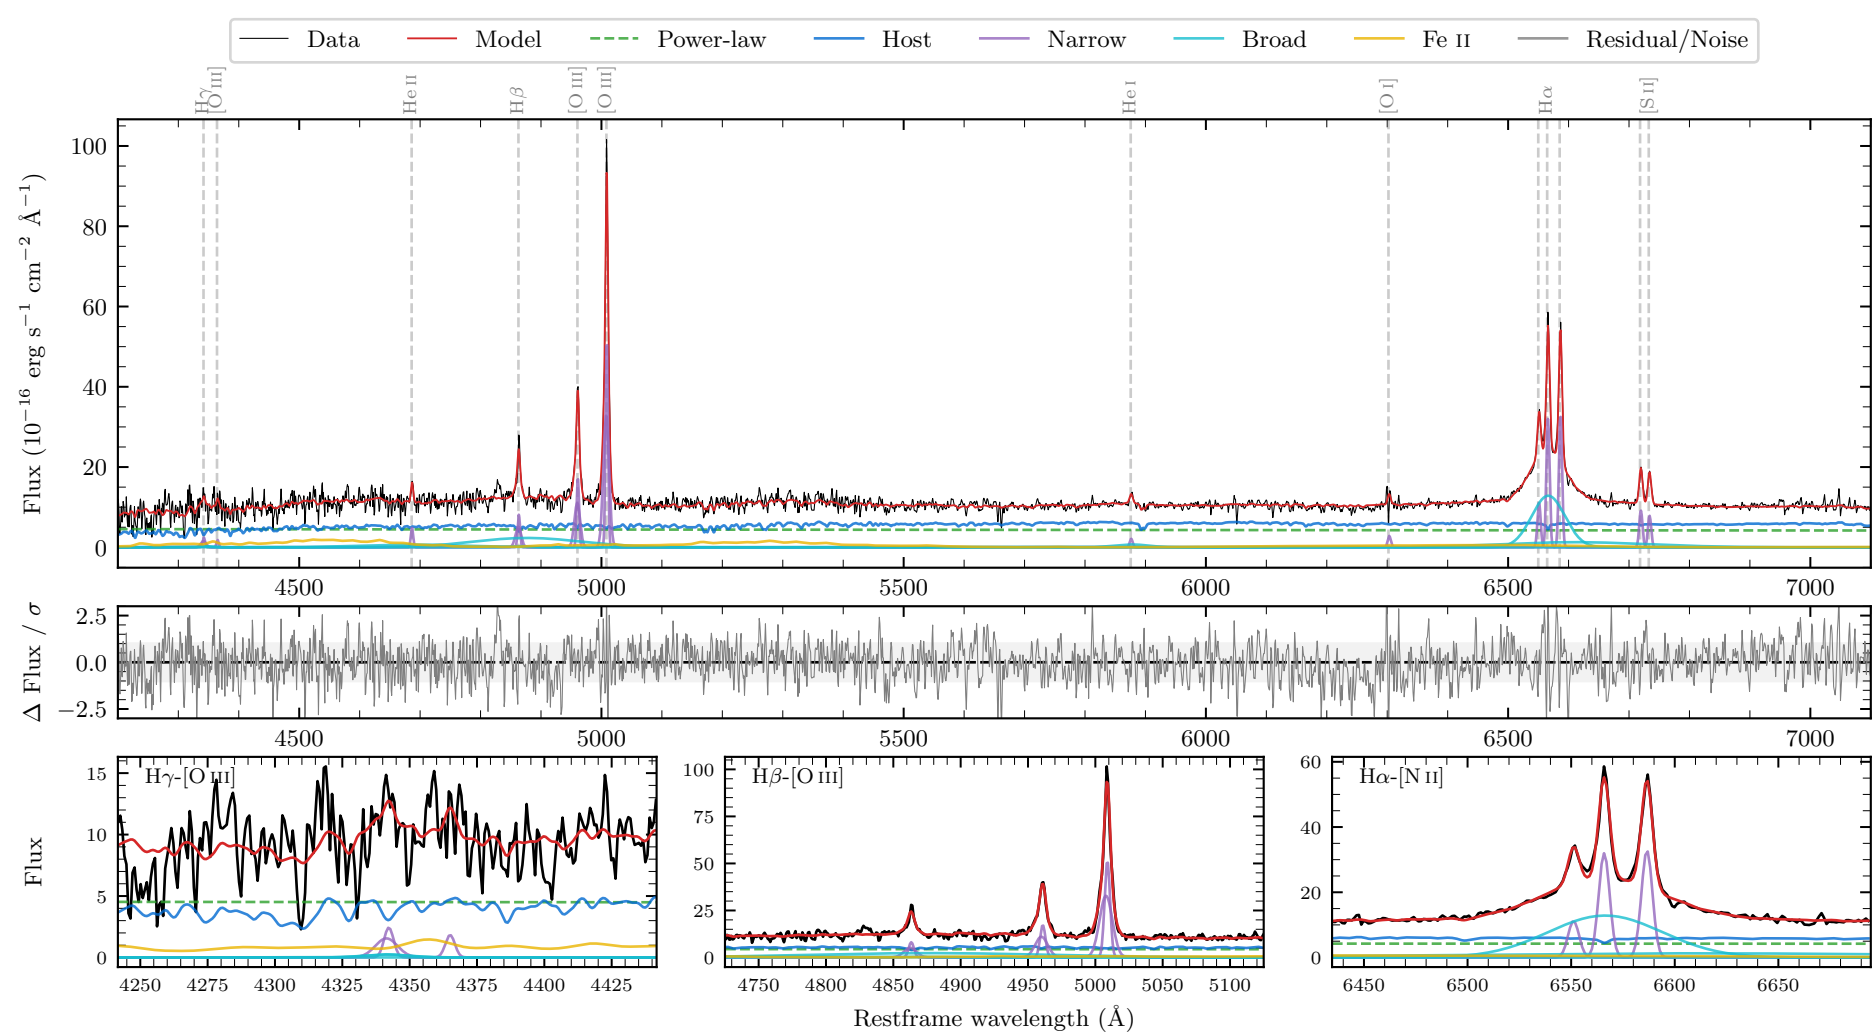 Data Model Power-law Host Narrow Broad Fe II Residual/Noise
Hγ [O III] He II Hβ [O III] [O III] He I [O I] Hα [S II]
Flux (10⁻¹⁶ erg s⁻¹ cm⁻² Å⁻¹)
100
80
60
40
20
0
4500 5000 5500 6000 6500 7000
Δ Flux / σ
2.5
0.0
−2.5
4500 5000 5500 6000 6500 7000
Flux
Hγ-[O III]
15
10
5
0
4250 4275 4300 4325 4350 4375 4400 4425
Hβ-[O III]
100
75
50
25
0
4750 4800 4850 4900 4950 5000 5050 5100
Hα-[N II]
60
40
20
0
6450 6500 6550 6600 6650
Restframe wavelength (Å)